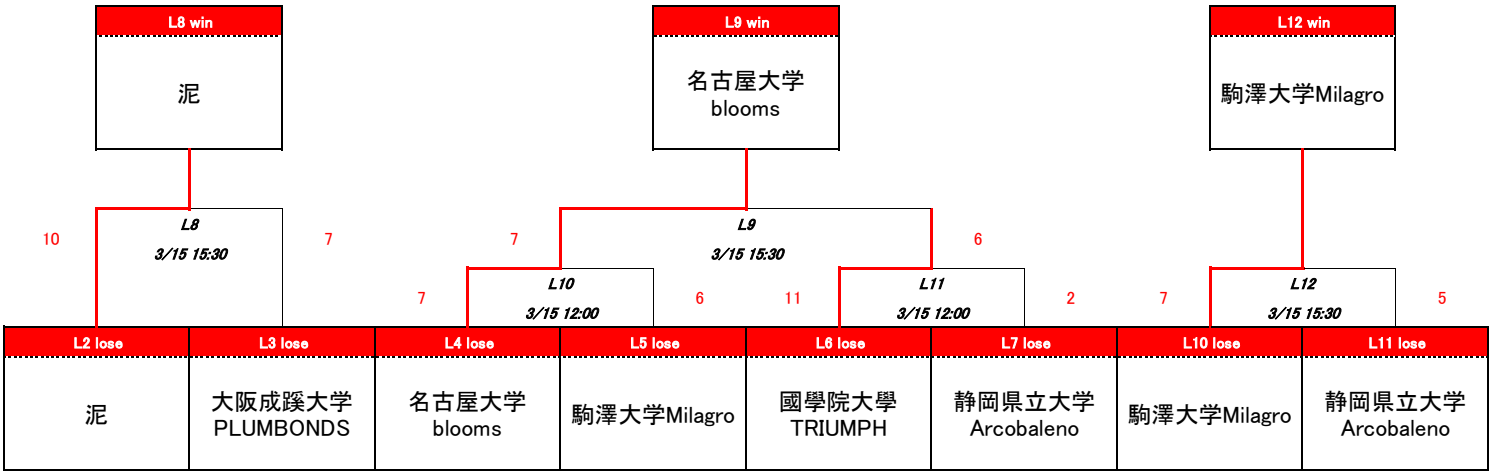 L8 win
L9 win
L12 win
泥
名古屋大学
blooms
駒澤大学Milagro
L8
3/15 15:30
10
7
L9
3/15 15:30
7
6
L10
3/15 12:00
7
6
L11
3/15 12:00
11
2
L12
3/15 15:30
7
5
L2 lose
L3 lose
L4 lose
L5 lose
L6 lose
L7 lose
L10 lose
L11 lose
泥
大阪成蹊大学
PLUMBONDS
名古屋大学
blooms
駒澤大学Milagro
國學院大學
TRIUMPH
静岡県立大学
Arcobaleno
駒澤大学Milagro
静岡県立大学
Arcobaleno